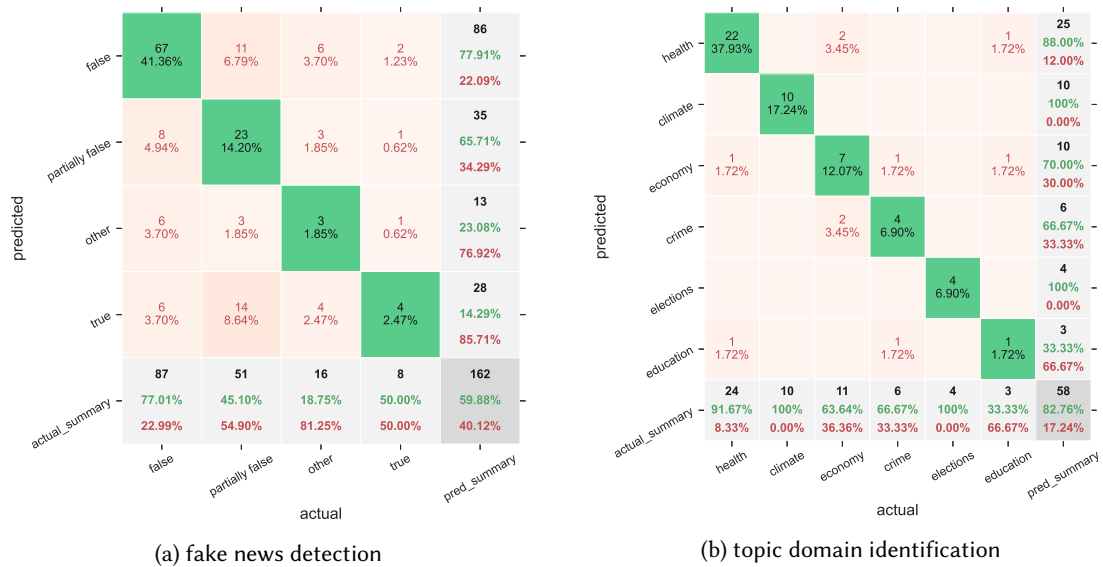 predicted
false
67 11 6 2 86
41.36% 6.79% 3.70% 1.23% 77.91%
22.09%
partially false
8 23 3 1 35
4.94% 14.20% 1.85% 0.62% 65.71%
34.29%
other
6 3 3 1 13
3.70% 1.85% 1.85% 0.62% 23.08%
76.92%
true
6 14 4 4 28
3.70% 8.64% 2.47% 2.47% 14.29%
85.71%
actual_summary
87 51 16 8 162
77.01% 45.10% 18.75% 50.00% 59.88%
22.99% 54.90% 81.25% 50.00% 40.12%
false partially false other true pred_summary
actual
(a) fake news detection
predicted
health
22 2 1 25
37.93% 3.45% 1.72% 88.00%
12.00%
climate
10 10
17.24% 100%
0.00%
economy
1 7 1 1 10
1.72% 12.07% 1.72% 1.72% 70.00%
30.00%
crime
2 4 6
3.45% 6.90% 66.67%
33.33%
elections
4 4
6.90% 100%
0.00%
education
1 1 1 3
1.72% 1.72% 1.72% 33.33%
66.67%
actual_summary
24 10 11 6 4 3 58
91.67% 100% 63.64% 66.67% 100% 33.33% 82.76%
8.33% 0.00% 36.36% 33.33% 0.00% 66.67% 17.24%
health climate economy crime elections education pred_summary
actual
(b) topic domain identification